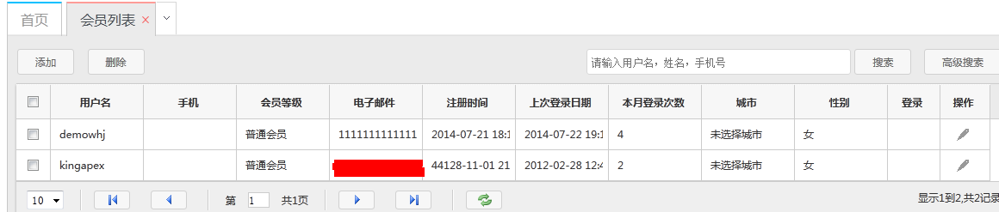 首页 会员列表
添加 删除 请输入用户名，姓名，手机号 搜索 高级搜索
用户名 手机 会员等级 电子邮件 注册时间 上次登录日期 本月登录次数 城市 性别 登录 操作
demowhj 普通会员 1111111111111 2014-07-21 18:1 2014-07-22 19:1 4 未选择城市 女
kingapex 普通会员 44128-11-01 21 2012-02-28 12:4 2 未选择城市 女
10 第 1 共1页 显示1到2,共2记录